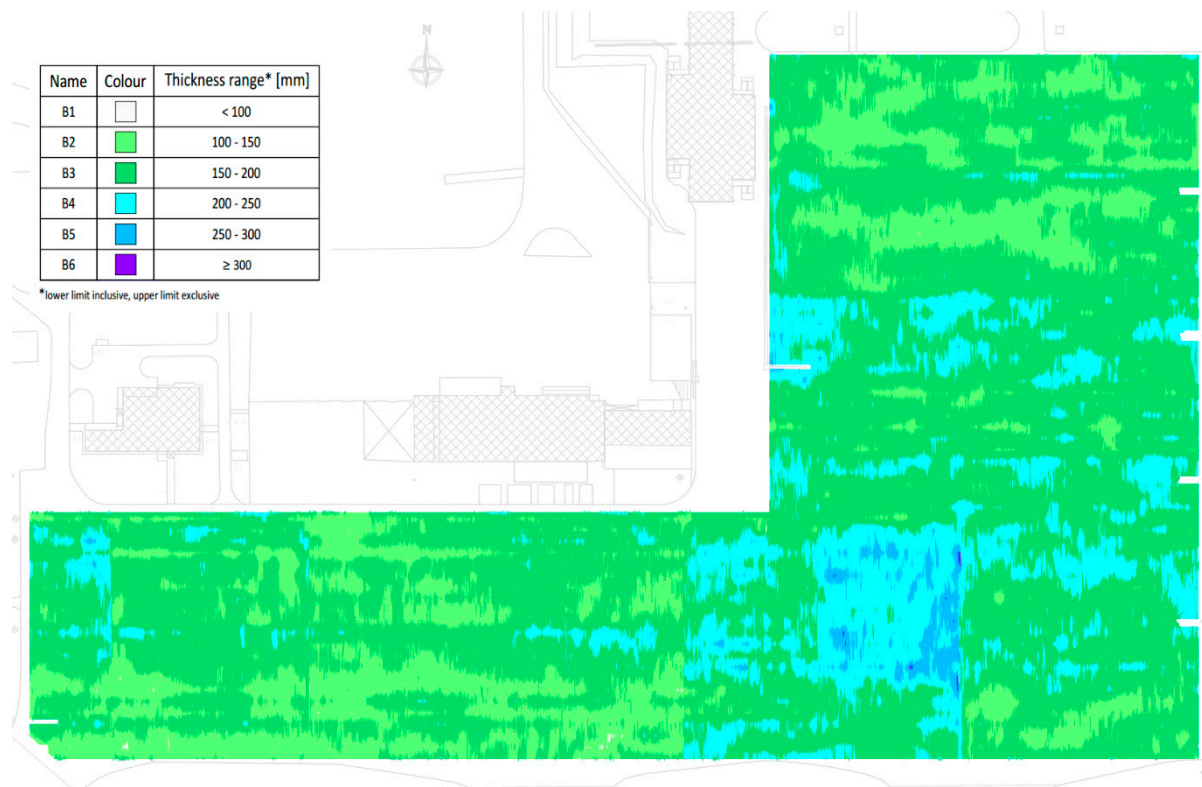 N
Name Colour Thickness range* [mm]
B1 < 100
B2 100 - 150
B3 150 - 200
B4 200 - 250
B5 250 - 300
B6 ≥ 300
*lower limit inclusive, upper limit exclusive